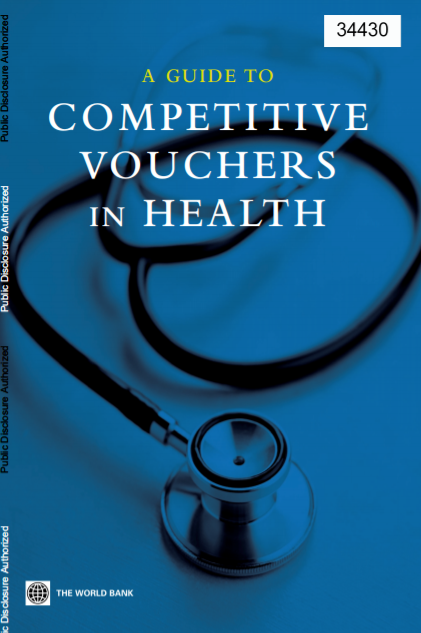 34430
A GUIDE TO
COMPETITIVE
VOUCHERS
IN HEALTH
THE WORLD BANK
Public Disclosure Authorized
Public Disclosure Authorized
Public Disclosure Authorized
ic Disclosure Authorized